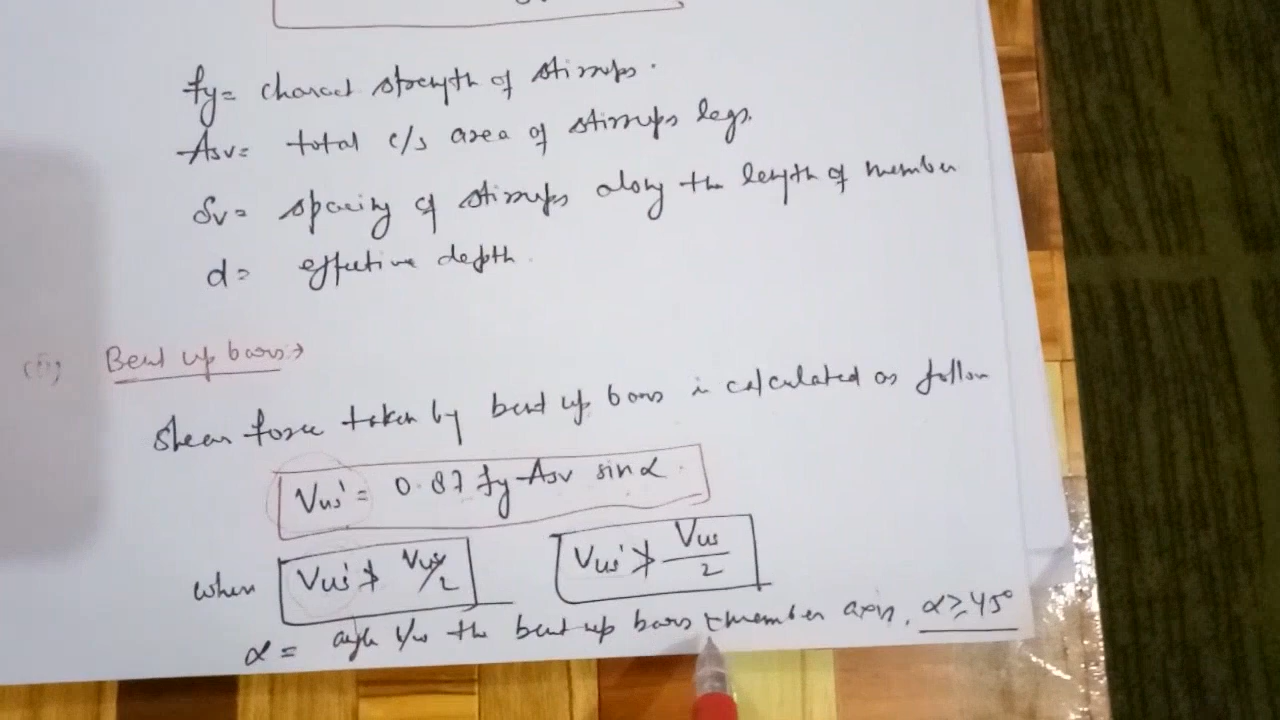 fy= charact strength of stirrups.
Asv= total c/s area of stirrups legs.
Sv= spacing of stirrups along the length of member
d= effective depth.
(ii) Bent up bars→
Shear force taken by bent up bars is calculated as follow
Vus' = 0.87 fy Asv sinα.
when Vus' ≯ Vus/2 Vus' ≯ Vus/2
α = angle b/w the bent up bars & member axis, α≥45°